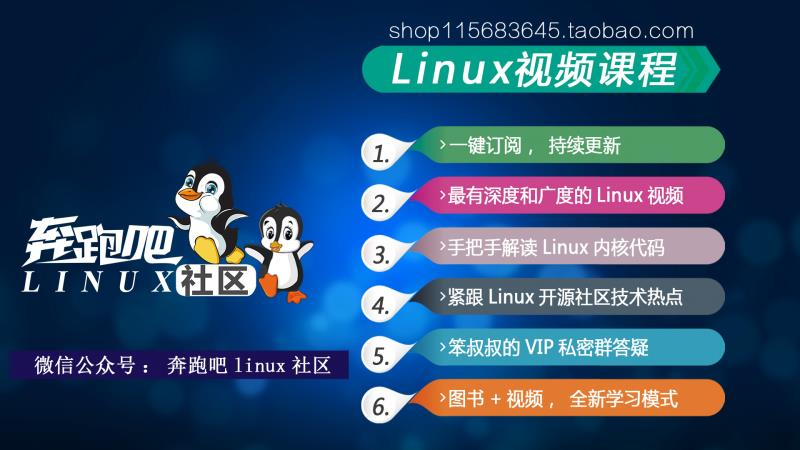 shop115683645.taobao.com
Linux视频课程
1. 一键订阅， 持续更新
2. 最有深度和广度的 Linux 视频
3. 手把手解读 Linux 内核代码
4. 紧跟 Linux 开源社区技术热点
5. 笨叔叔的 VIP 私密群答疑
6. 图书 + 视频， 全新学习模式
奔跑吧
LINUX社区
微信公众号： 奔跑吧 linux 社区